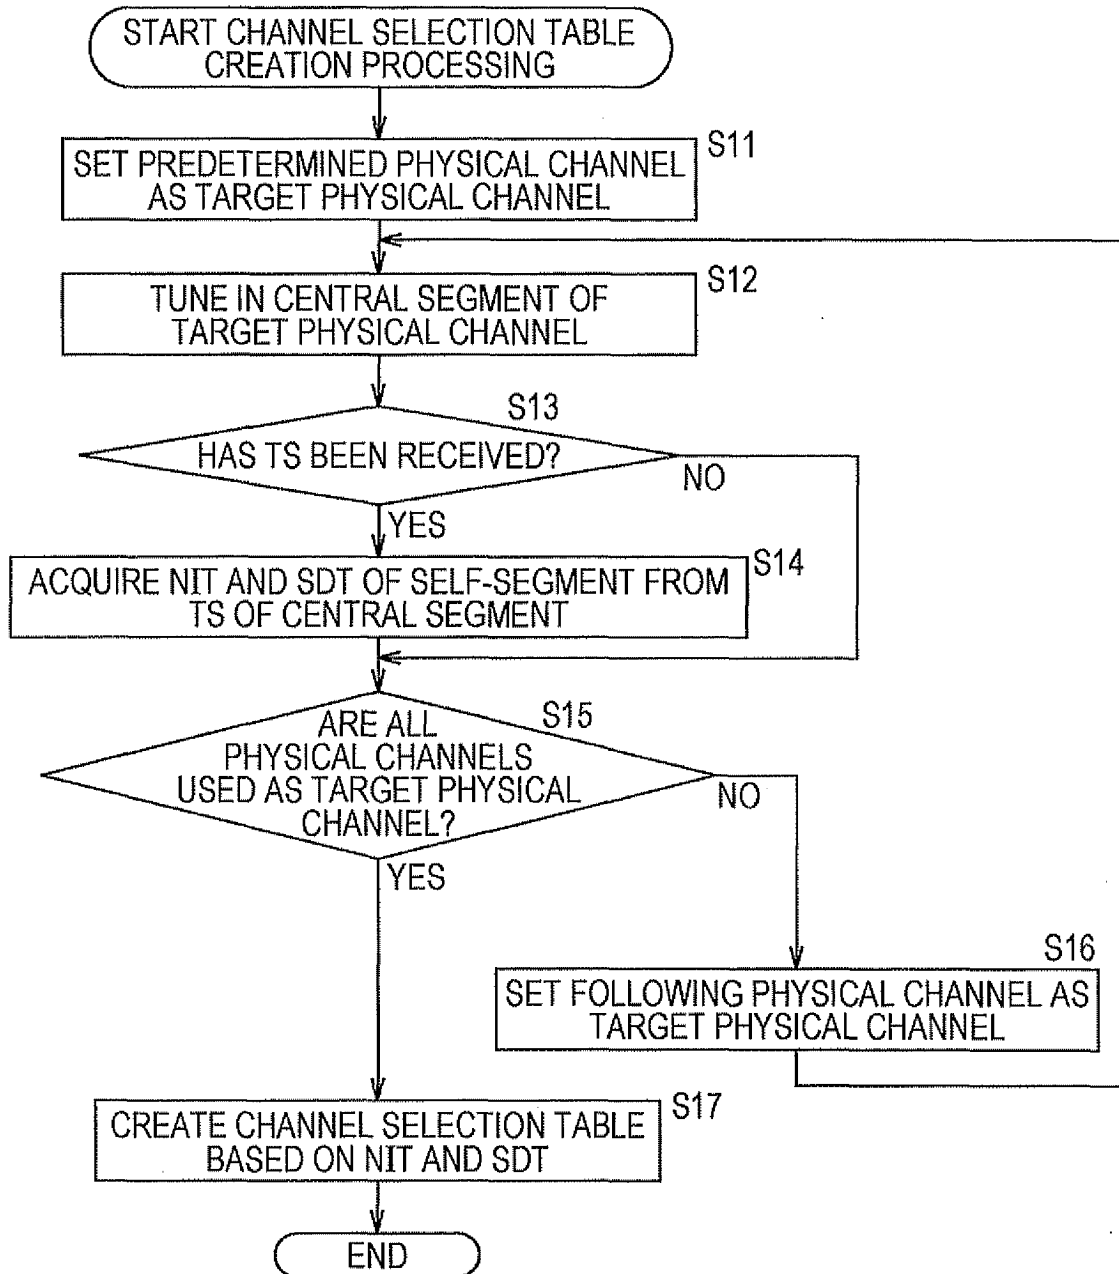 START CHANNEL SELECTION TABLE
CREATION PROCESSING
S11
SET PREDETERMINED PHYSICAL CHANNEL
AS TARGET PHYSICAL CHANNEL
S12
TUNE IN CENTRAL SEGMENT OF
TARGET PHYSICAL CHANNEL
S13
HAS TS BEEN RECEIVED?
NO
YES
S14
ACQUIRE NIT AND SDT OF SELF-SEGMENT FROM
TS OF CENTRAL SEGMENT
S15
ARE ALL
PHYSICAL CHANNELS
USED AS TARGET PHYSICAL
CHANNEL?
NO
YES
S16
SET FOLLOWING PHYSICAL CHANNEL AS
TARGET PHYSICAL CHANNEL
S17
CREATE CHANNEL SELECTION TABLE
BASED ON NIT AND SDT
END